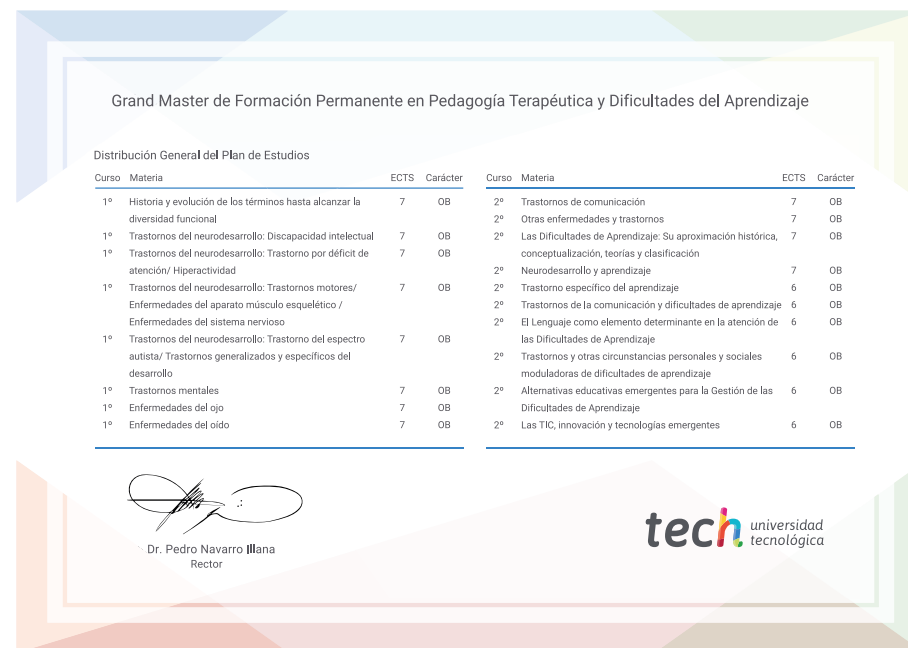 Grand Master de Formación Permanente en Pedagogía Terapéutica y Dificultades del Aprendizaje
Distribución General del Plan de Estudios
Curso Materia ECTS Carácter
1º Historia y evolución de los términos hasta alcanzar la 7 OB
diversidad funcional
1º Trastornos del neurodesarrollo: Discapacidad intelectual 7 OB
1º Trastornos del neurodesarrollo: Trastorno por déficit de 7 OB
atención/ Hiperactividad
1º Trastornos del neurodesarrollo: Trastornos motores/ 7 OB
Enfermedades del aparato músculo esquelético /
Enfermedades del sistema nervioso
1º Trastornos del neurodesarrollo: Trastorno del espectro 7 OB
autista/ Trastornos generalizados y específicos del
desarrollo
1º Trastornos mentales 7 OB
1º Enfermedades del ojo 7 OB
1º Enfermedades del oído 7 OB
Curso Materia ECTS Carácter
2º Trastornos de comunicación 7 OB
2º Otras enfermedades y trastornos 7 OB
2º Las Dificultades de Aprendizaje: Su aproximación histórica, 7 OB
conceptualización, teorías y clasificación
2º Neurodesarrollo y aprendizaje 7 OB
2º Trastorno específico del aprendizaje 6 OB
2º Trastornos de la comunicación y dificultades de aprendizaje 6 OB
2º El Lenguaje como elemento determinante en la atención de 6 OB
las Dificultades de Aprendizaje
2º Trastornos y otras circunstancias personales y sociales 6 OB
moduladoras de dificultades de aprendizaje
2º Alternativas educativas emergentes para la Gestión de las 6 OB
Dificultades de Aprendizaje
2º Las TIC, innovación y tecnologías emergentes 6 OB
Dr. Pedro Navarro Illana
Rector
tech universidad
tecnológica